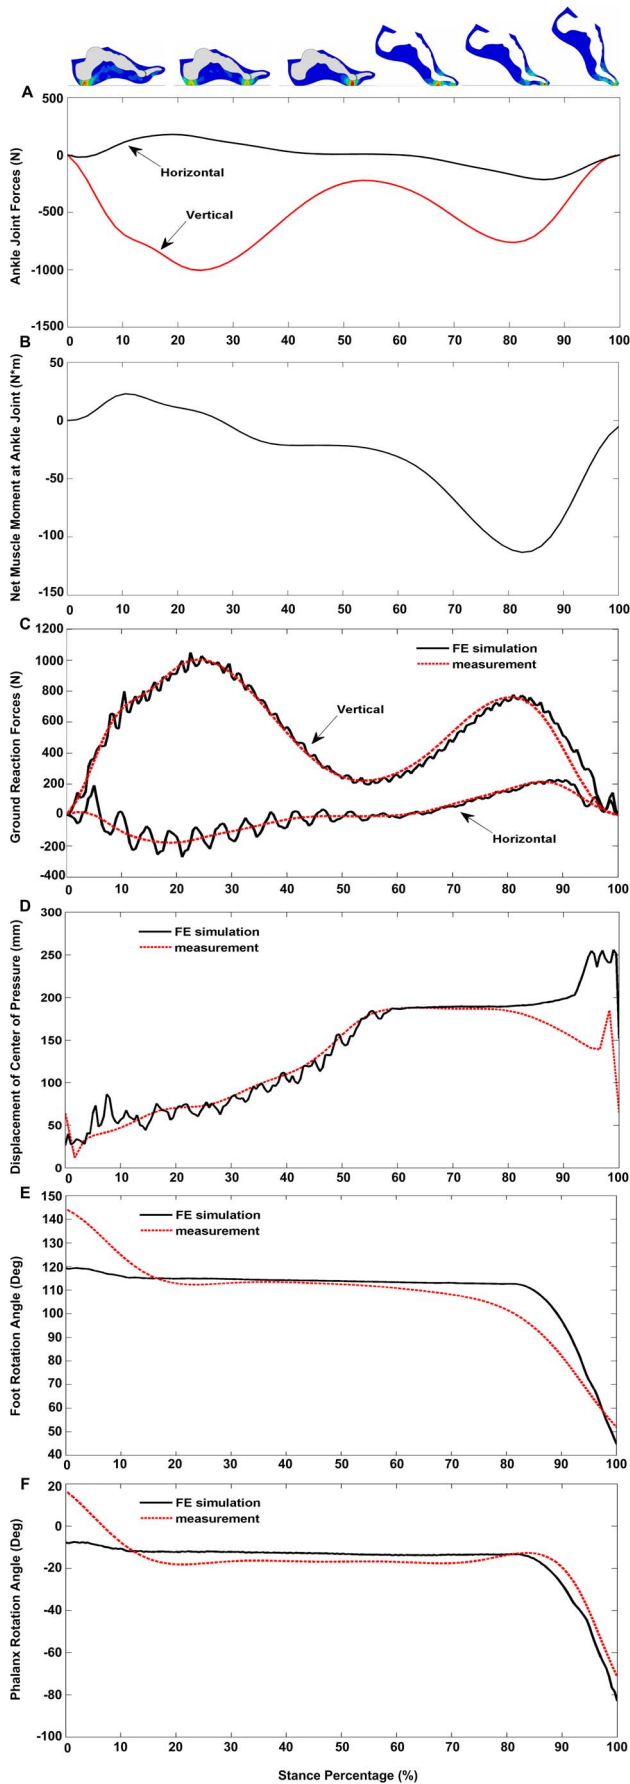 A
Ankle Joint Forces (N)
500
0
-500
-1000
-1500
Horizontal
Vertical
0 10 20 30 40 50 60 70 80 90 100
B
Net Muscle Moment at Ankle Joint (N*m)
50
0
-50
-100
-150
0 10 20 30 40 50 60 70 80 90 100
C
Ground Reaction Forces (N)
1200
1000
800
600
400
200
0
-200
-400
FE simulation
measurement
Vertical
Horizontal
0 10 20 30 40 50 60 70 80 90 100
D
Displacement of Center of Pressure (mm)
300
250
200
150
100
50
0
FE simulation
measurement
0 10 20 30 40 50 60 70 80 90 100
E
Foot Rotation Angle (Deg)
150
140
130
120
110
100
90
80
70
60
50
40
FE simulation
measurement
0 10 20 30 40 50 60 70 80 90 100
F
Phalanx Rotation Angle (Deg)
20
0
-20
-40
-60
-80
-100
FE simulation
measurement
0 10 20 30 40 50 60 70 80 90 100
Stance Percentage (%)